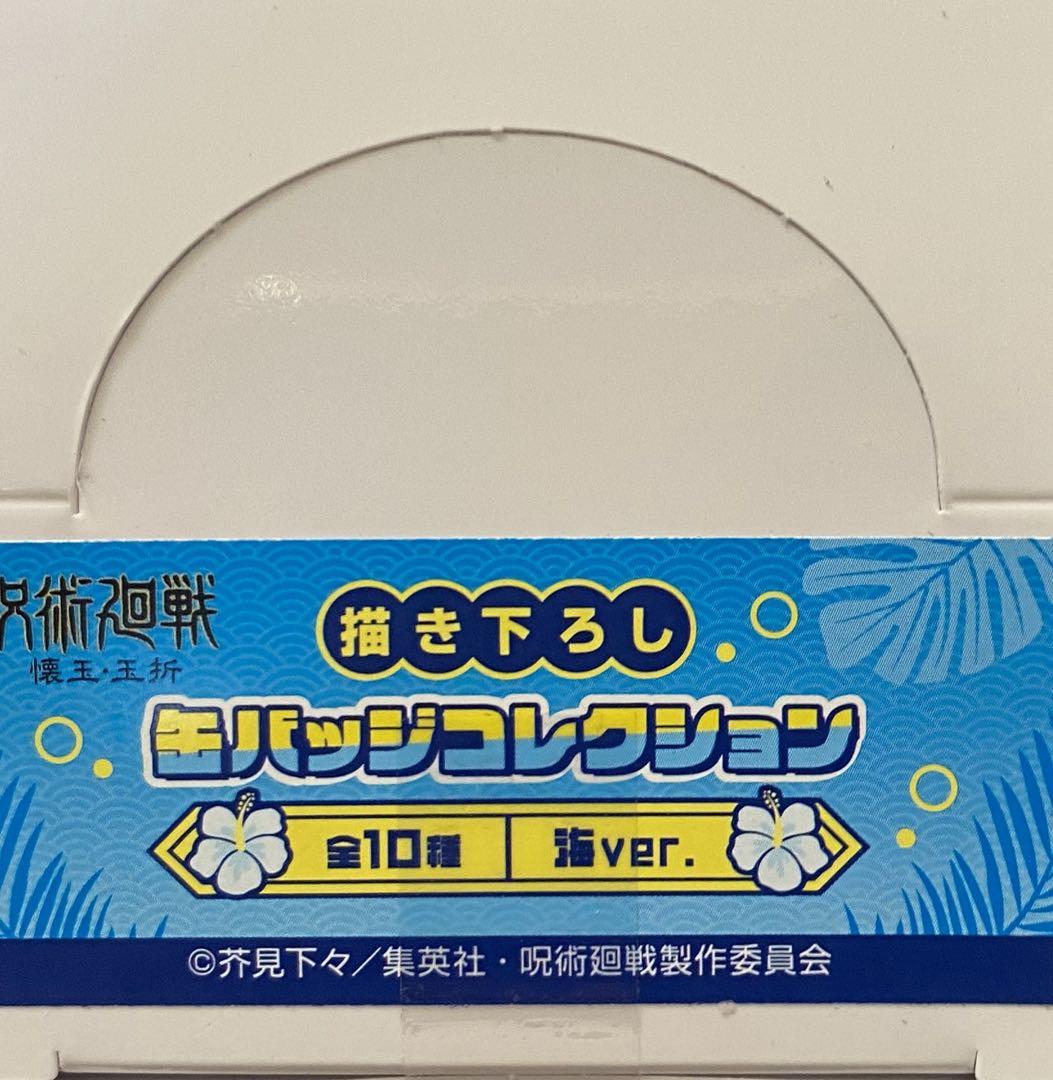 呪術廻戦
懐玉・玉折
描き下ろし
缶バッジコレクション
全10種 海ver.
©芥見下々／集英社・呪術廻戦製作委員会